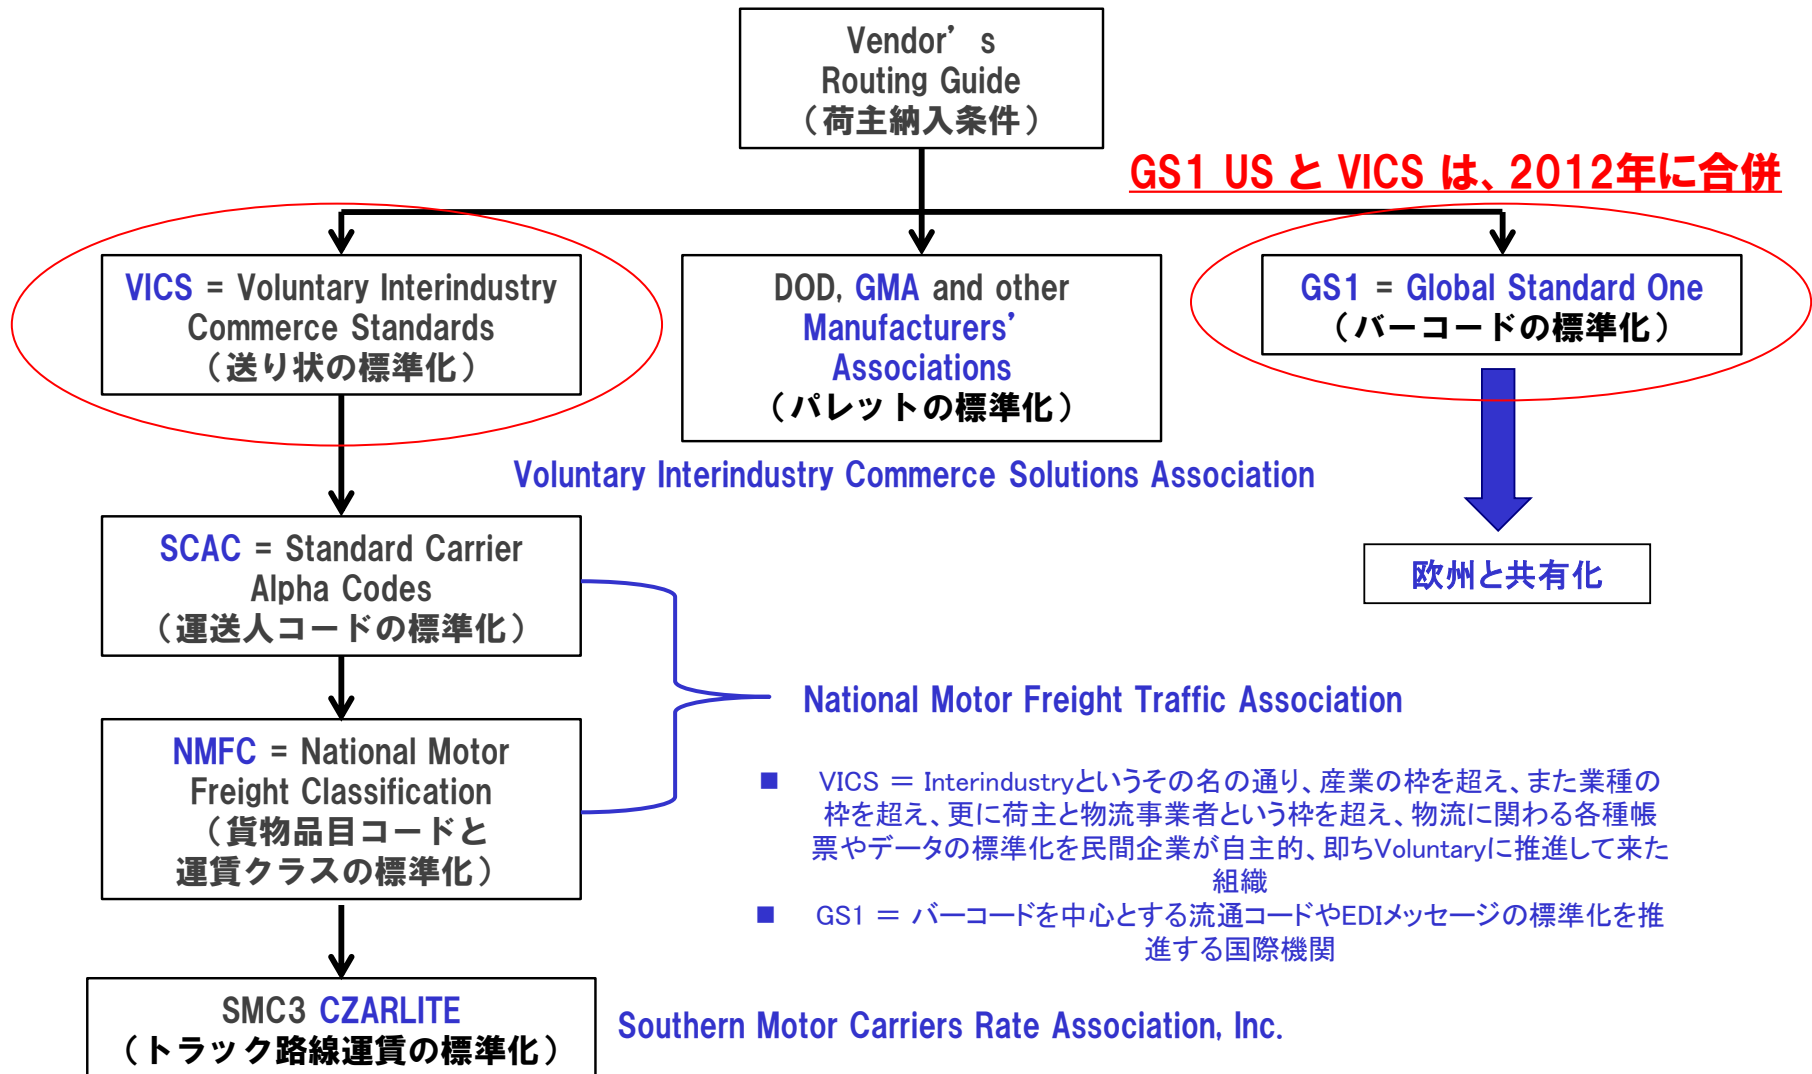 Vendor’s
Routing Guide
（荷主納入条件）
GS1 US と VICS は、2012年に合併
VICS = Voluntary Interindustry
Commerce Standards
（送り状の標準化）
DOD, GMA and other
Manufacturers’
Associations
（パレットの標準化）
GS1 = Global Standard One
（バーコードの標準化）
Voluntary Interindustry Commerce Solutions Association
SCAC = Standard Carrier
Alpha Codes
（運送人コードの標準化）
欧州と共有化
National Motor Freight Traffic Association
NMFC = National Motor
Freight Classification
（貨物品目コードと
運賃クラスの標準化）
■ VICS = Interindustryというその名の通り、産業の枠を超え、また業種の
枠を超え、更に荷主と物流事業者という枠を超え、物流に関わる各種帳
票やデータの標準化を民間企業が自主的、即ちVoluntaryに推進して来た
組織
■ GS1 = バーコードを中心とする流通コードやEDIメッセージの標準化を推
進する国際機関
SMC3 CZARLITE
（トラック路線運賃の標準化）
Southern Motor Carriers Rate Association, Inc.